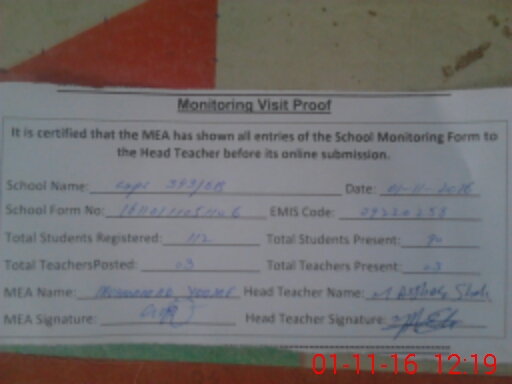 Monitoring Visit Proof
It is certified that the MEA has shown all entries of the School Monitoring Form to
the Head Teacher before its online submission.
School Name: Date: 01-11-2016
School Form No: EMIS Code:
Total Students Registered: 112 Total Students Present:
Total TeachersPosted: 03 Total Teachers Present: 03
MEA Name: Head Teacher Name:
MEA Signature: Head Teacher Signature:
01-11-16 12:19